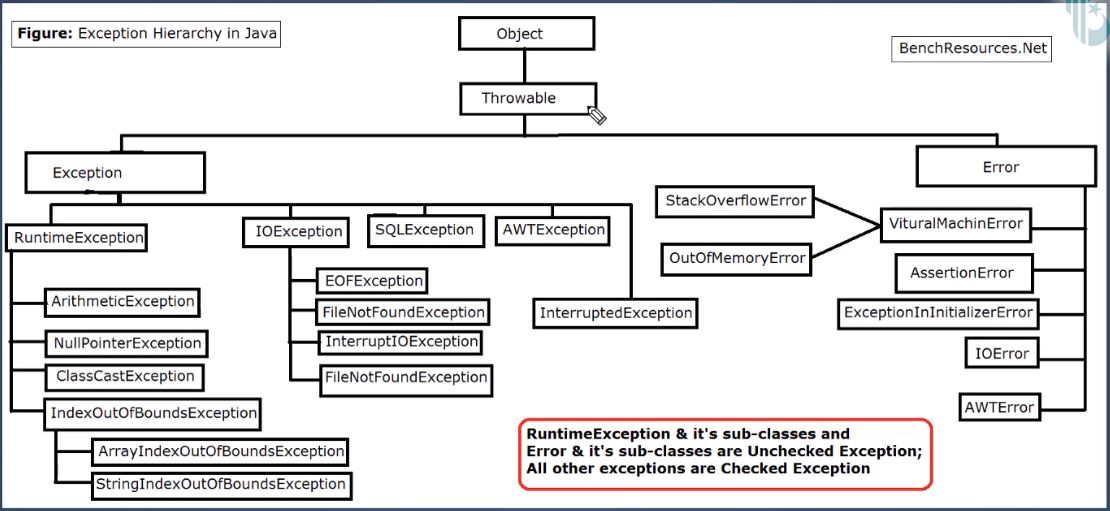 Figure: Exception Hierarchy in Java
Object
BenchResources.Net
Throwable
Exception
Error
RuntimeException
IOException
SQLException
AWTException
StackOverflowError
VituralMachinError
OutOfMemoryError
AssertionError
ArithmeticException
EOFException
FileNotFoundException
InterruptedException
ExceptionInInitializerError
NullPointerException
InterruptIOException
IOError
ClassCastException
FileNotFoundException
AWTError
IndexOutOfBoundsException
ArrayIndexOutOfBoundsException
StringIndexOutOfBoundsException
RuntimeException & it's sub-classes and
Error & it's sub-classes are Unchecked Exception;
All other exceptions are Checked Exception